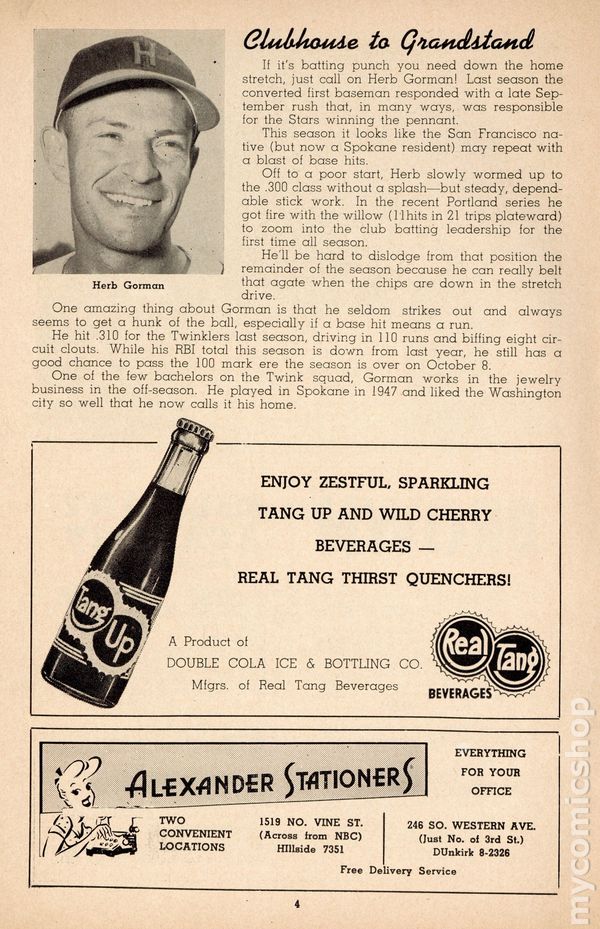 H
Herb Gorman
Clubhouse to Grandstand
If it's batting punch you need down the home
stretch, just call on Herb Gorman! Last season the
converted first baseman responded with a late Sep-
tember rush that, in many ways, was responsible
for the Stars winning the pennant.
This season it looks like the San Francisco na-
tive (but now a Spokane resident) may repeat with
a blast of base hits.
Off to a poor start, Herb slowly wormed up to
the .300 class without a splash—but steady, depend-
able stick work. In the recent Portland series he
got fire with the willow (11hits in 21 trips plateward)
to zoom into the club batting leadership for the
first time all season.
He'll be hard to dislodge from that position the
remainder of the season because he can really belt
that agate when the chips are down in the stretch
drive.
One amazing thing about Gorman is that he seldom strikes out and always
seems to get a hunk of the ball, especially if a base hit means a run.
He hit .310 for the Twinklers last season, driving in 110 runs and biffing eight cir-
cuit clouts. While his RBI total this season is down from last year, he still has a
good chance to pass the 100 mark ere the season is over on October 8.
One of the few bachelors on the Twink squad, Gorman works in the jewelry
business in the off-season. He played in Spokane in 1947 and liked the Washington
city so well that he now calls it his home.
ENJOY ZESTFUL, SPARKLING
TANG UP AND WILD CHERRY
BEVERAGES —
REAL TANG THIRST QUENCHERS!
Tang
Up
A Product of
DOUBLE COLA ICE & BOTTLING CO.
Mfgrs. of Real Tang Beverages
Real
Tang
BEVERAGES
ALEXANDER STATIONERS
EVERYTHING
FOR YOUR
OFFICE
TWO
CONVENIENT
LOCATIONS
1519 NO. VINE ST.
(Across from NBC)
HIllside 7351
246 SO. WESTERN AVE.
(Just No. of 3rd St.)
DUnkirk 8-2326
Free Delivery Service
4
mycomicshop